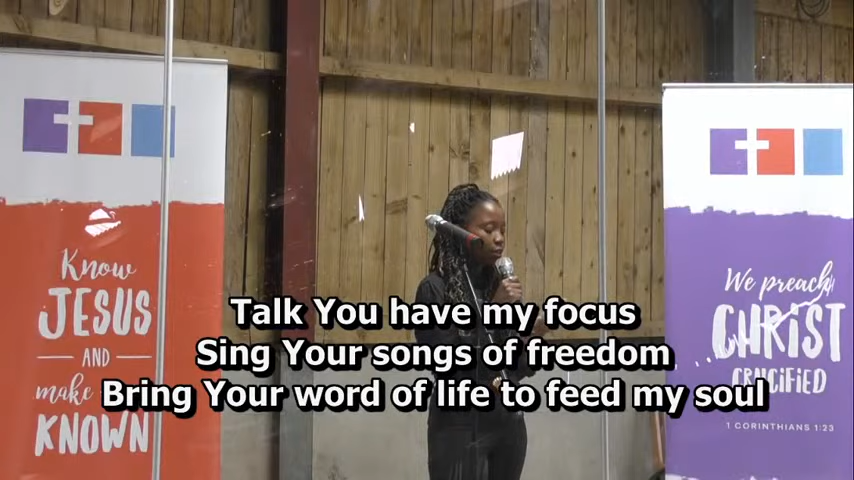 Know
JESUS
AND
make
KNOWN
We preach
CHRIST
CRUCIFIED
1 CORINTHIANS 1:23
Talk You have my focus
Sing Your songs of freedom
Bring Your word of life to feed my soul